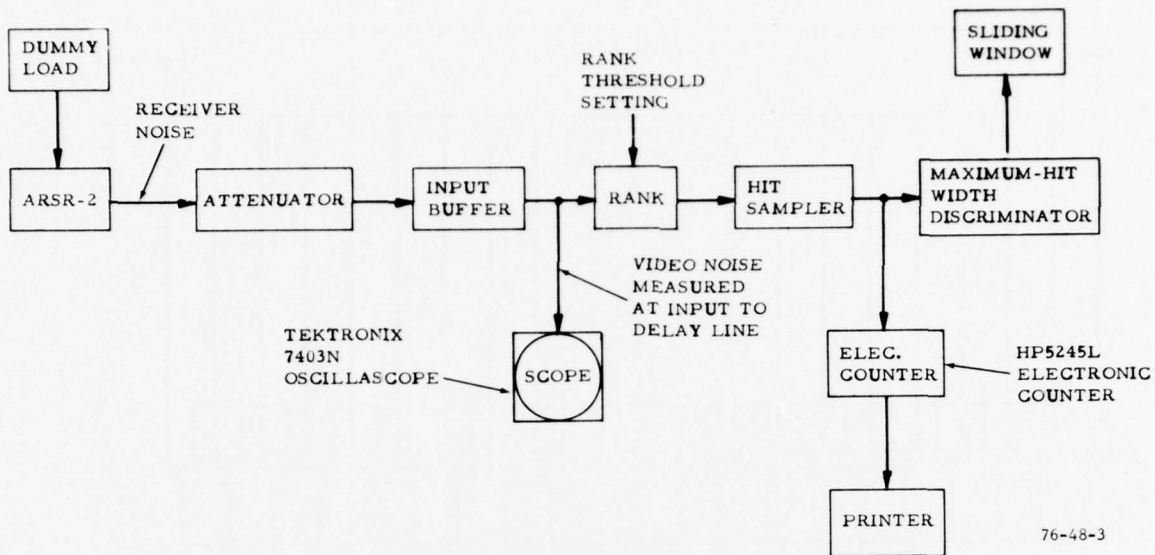 DUMMY
LOAD
RECEIVER
NOISE
ARSR-2
ATTENUATOR
INPUT
BUFFER
RANK
THRESHOLD
SETTING
RANK
HIT
SAMPLER
SLIDING
WINDOW
MAXIMUM-HIT
WIDTH
DISCRIMINATOR
VIDEO NOISE
MEASURED
AT INPUT TO
DELAY LINE
TEKTRONIX
7403N
OSCILLASCOPE
SCOPE
ELEC.
COUNTER
HP5245L
ELECTRONIC
COUNTER
PRINTER
76-48-3